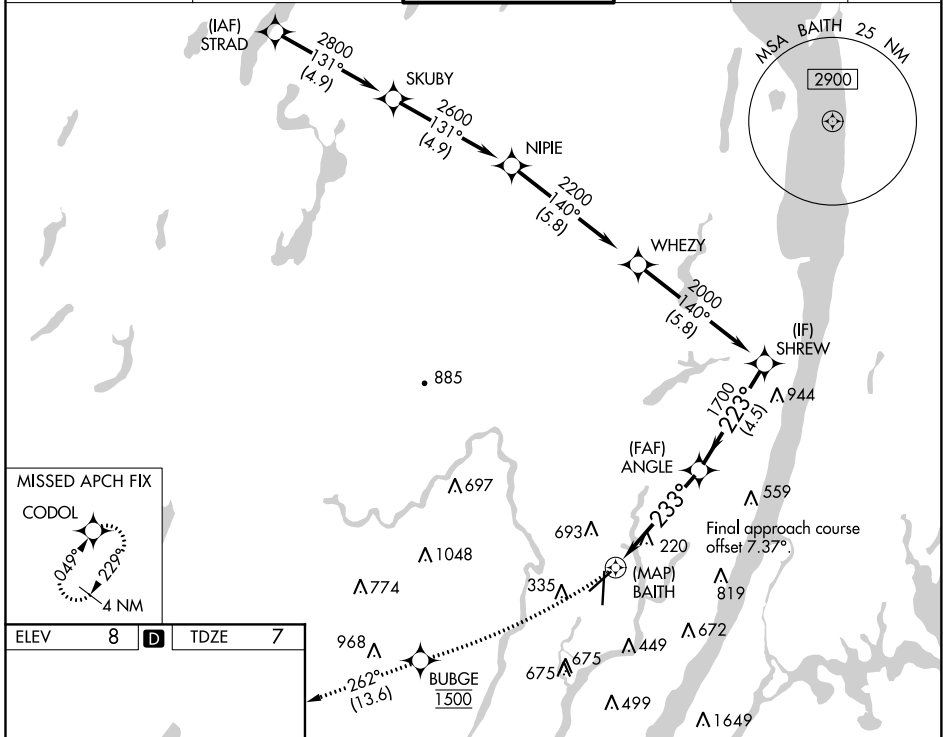 (IAF)
STRAD
2800
131°
(4.9)
SKUBY
2600
131°
(4.9)
NIPIE
2200
140°
(5.8)
WHEZY
2000
140°
(5.8)
(IF)
SHREW
MSA BAITH 25 NM
2900
885
944
1700
223°
(4.5)
(FAF)
ANGLE
233°
559
Final approach course
offset 7.37°.
697
693
220
1048
(MAP)
BAITH
774
335
819
MISSED APCH FIX
CODOL
049°
229°
4 NM
ELEV 8 D TDZE 7
968
672
449
675
675
BUBGE
1500
262°
(13.6)
499
1649